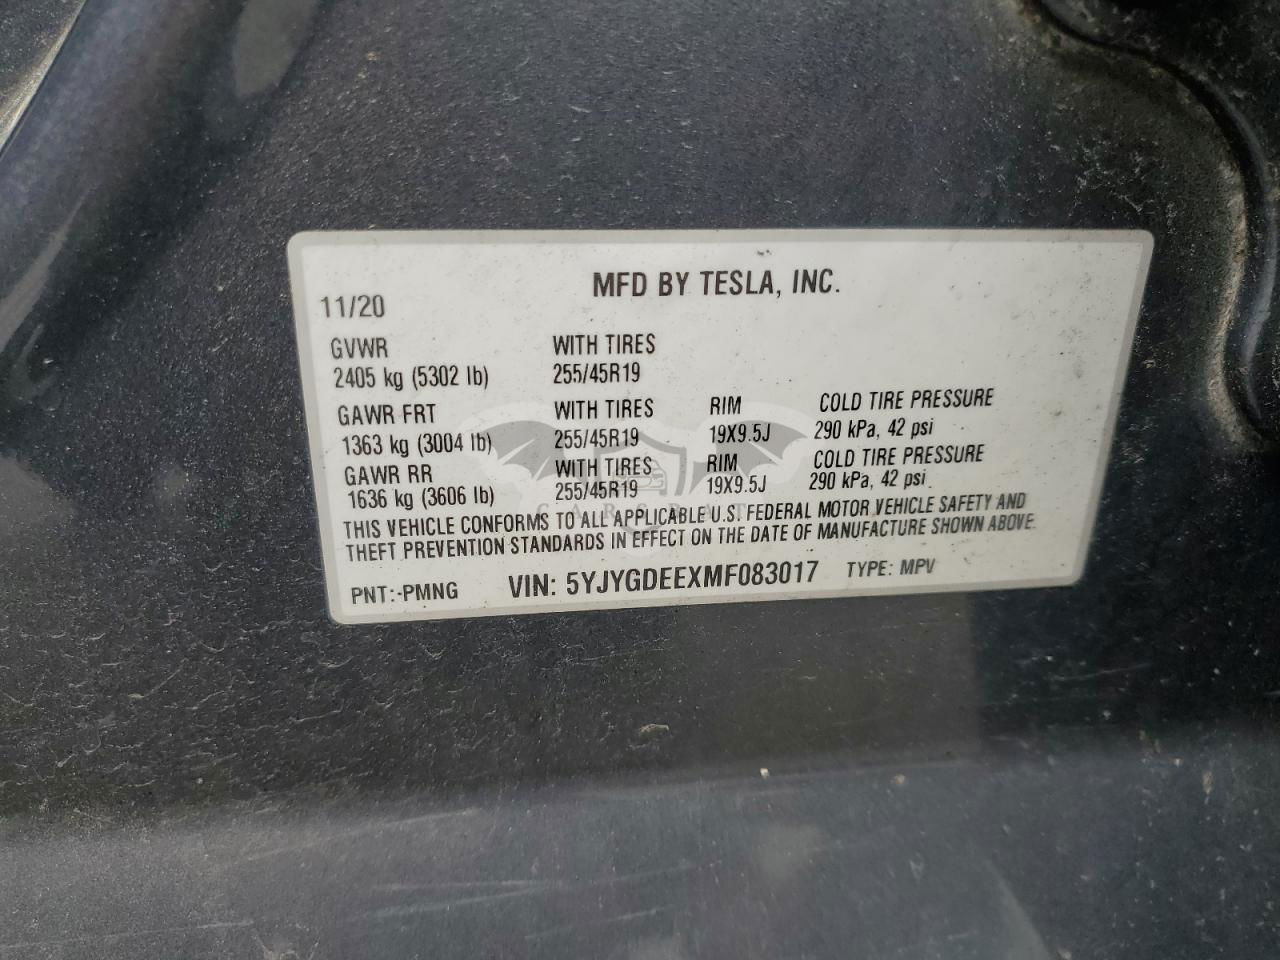 MFD BY TESLA, INC.
11/20
GVWR WITH TIRES
2405 kg (5302 lb) 255/45R19
GAWR FRT WITH TIRES RIM COLD TIRE PRESSURE
1363 kg (3004 lb) 255/45R19 19X9.5J 290 kPa, 42 psi
GAWR RR WITH TIRES RIM COLD TIRE PRESSURE
1636 kg (3606 lb) 255/45R19 19X9.5J 290 kPa, 42 psi
THIS VEHICLE CONFORMS TO ALL APPLICABLE U.S. FEDERAL MOTOR VEHICLE SAFETY AND
THEFT PREVENTION STANDARDS IN EFFECT ON THE DATE OF MANUFACTURE SHOWN ABOVE.
PNT: PMNG VIN: 5YJYGDEEXMF083017 TYPE: MPV